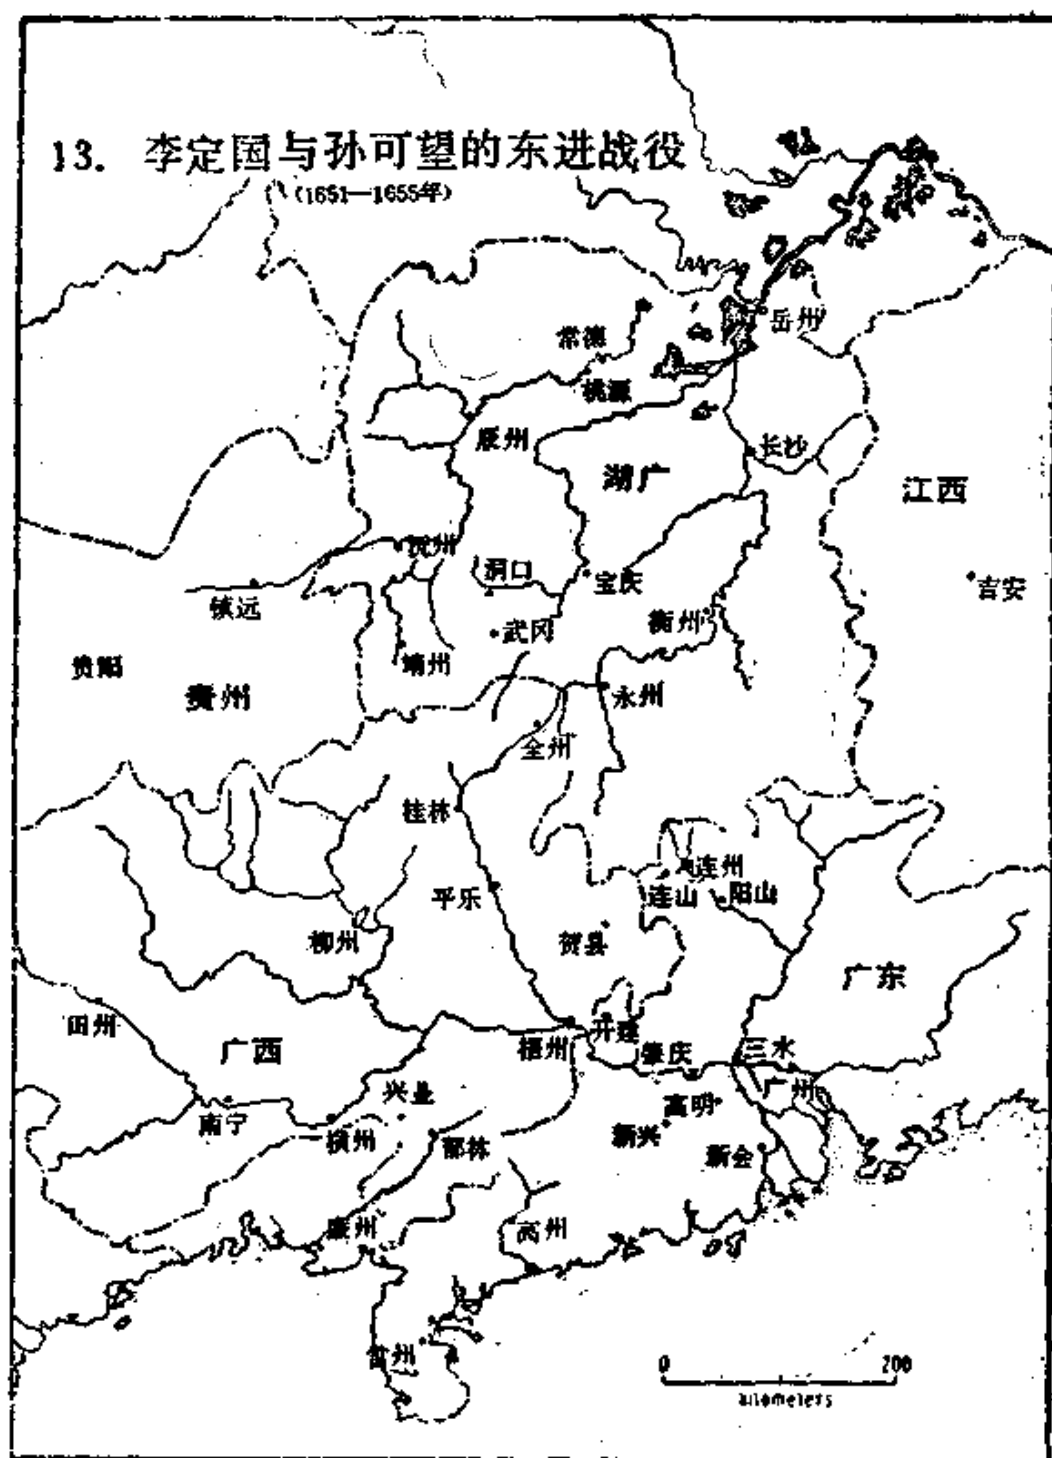 13. 李定国与孙可望的东进战役
(1651—1655年)
岳州
常德
桃源
辰州
长沙
湖广
江西
沅州
洞口
宝庆
吉安
镇远
衡州
武冈
靖州
贵阳
贵州
永州
全州
桂林
连州
连山
阳山
平乐
贺县
柳州
广东
田州
开建
梧州
三水
广西
肇庆
广州
兴业
高明
南宁
新兴
横州
郁林
新会
廉州
高州
雷州
0 200
kilometers